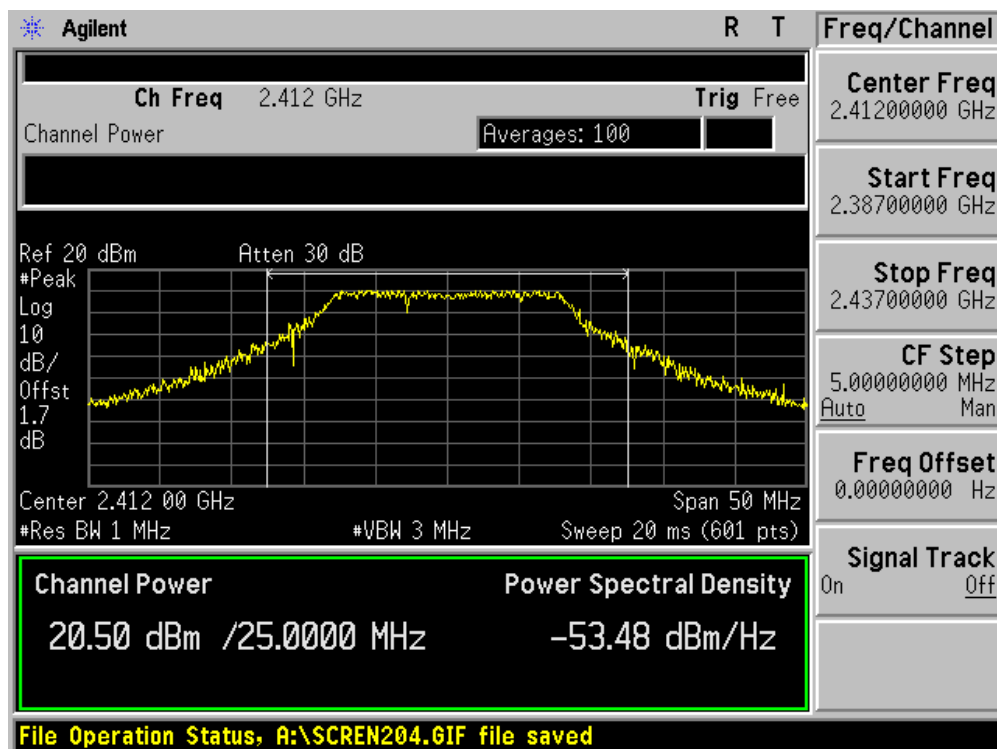 Agilent R T Freq/Channel
Ch Freq 2.412 GHz Trig Free
Channel Power Averages: 100
Center Freq
2.41200000 GHz
Start Freq
2.38700000 GHz
Stop Freq
2.43700000 GHz
CF Step
5.00000000 MHz
Auto Man
Freq Offset
0.00000000 Hz
Signal Track
On Off
Ref 20 dBm Atten 30 dB
#Peak
Log
10
dB/
Offst
1.7
dB
Center 2.412 00 GHz Span 50 MHz
#Res BW 1 MHz #VBW 3 MHz Sweep 20 ms (601 pts)
Channel Power Power Spectral Density
20.50 dBm /25.0000 MHz -53.48 dBm/Hz
File Operation Status, A:\SCREN204.GIF file saved